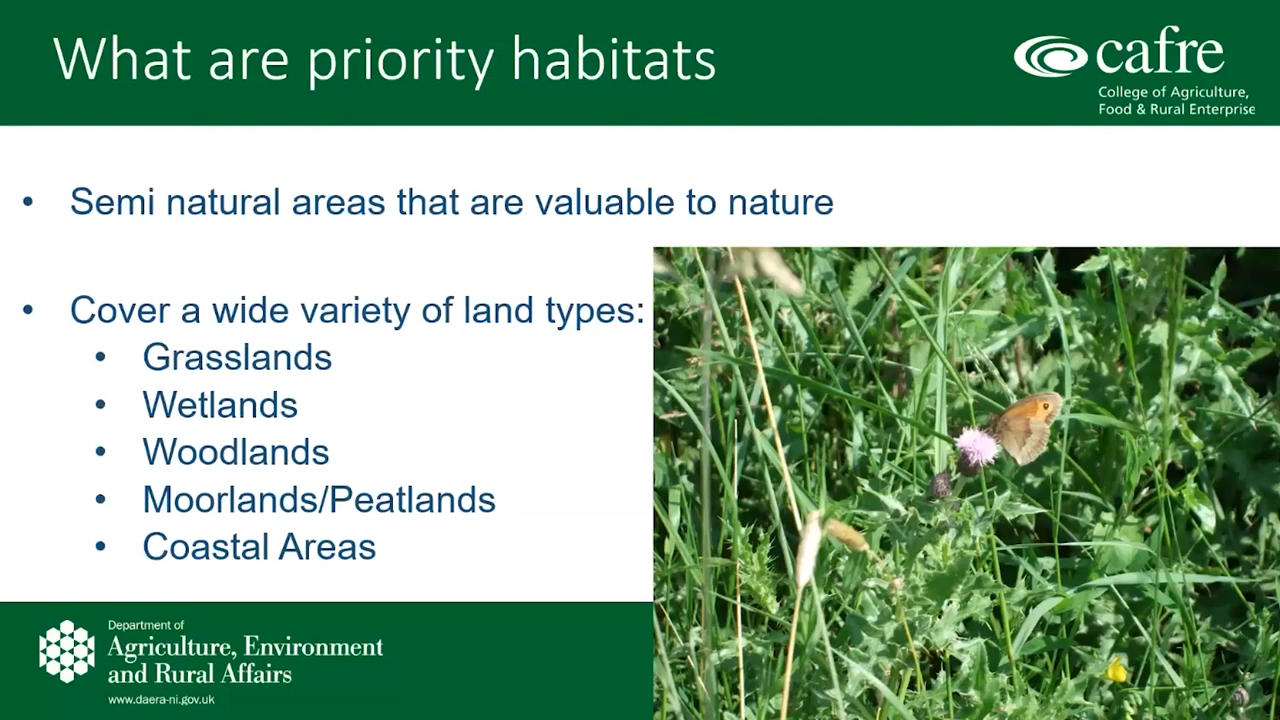 What are priority habitats
cafre
College of Agriculture,
Food & Rural Enterprise
• Semi natural areas that are valuable to nature
• Cover a wide variety of land types:
• Grasslands
• Wetlands
• Woodlands
• Moorlands/Peatlands
• Coastal Areas
Department of
Agriculture, Environment
and Rural Affairs
www.daera-ni.gov.uk